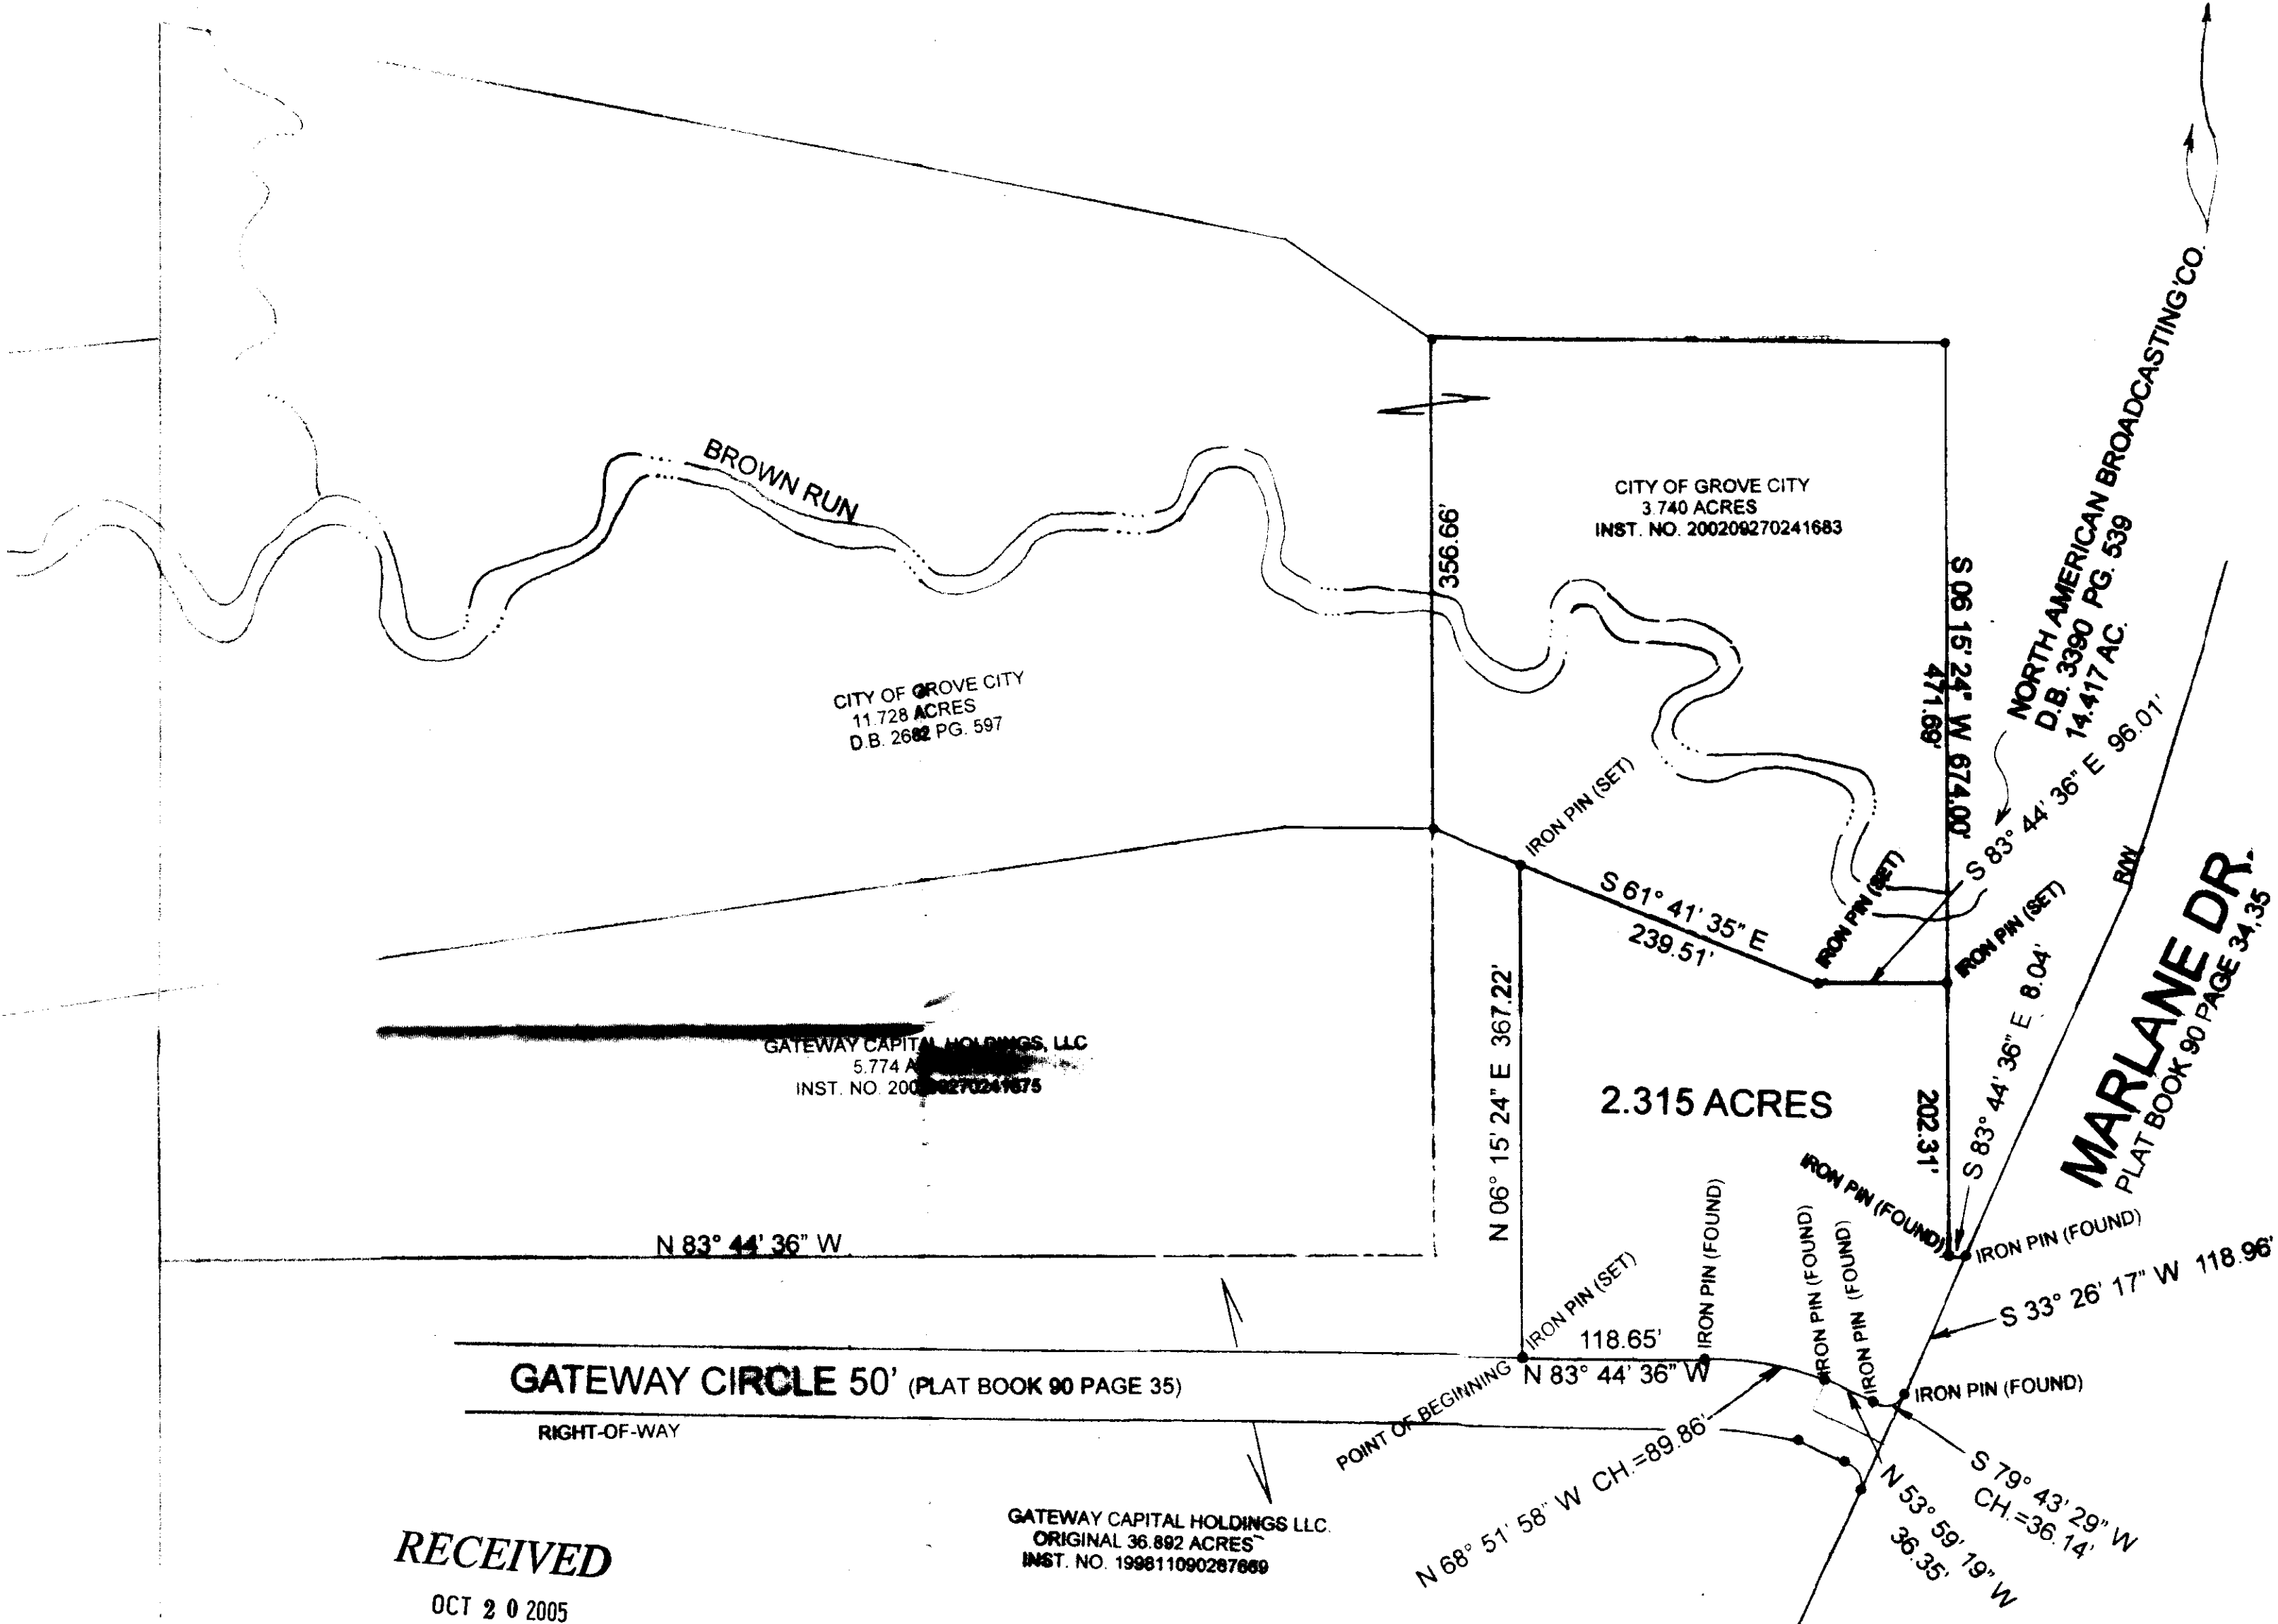 BROWN RUN
CITY OF GROVE CITY
3.740 ACRES
INST. NO. 200209270241683
356.66'
S 06 15' 24" W 674.00'
471.69'
NORTH AMERICAN BROADCASTING CO.
D.B. 3390 PG. 539
14.417 AC.
CITY OF GROVE CITY
11.728 ACRES
D.B. 2682 PG. 597
IRON PIN (SET)
S 61° 41' 35" E
239.51'
IRON PIN (SET)
S 83° 44' 36" E 96.01'
IRON PIN (SET)
R/W
MARLANE DR.
PLAT BOOK 90 PAGE 34,35
GATEWAY CAPITAL HOLDINGS, LLC
5.774
INST. NO.
N 06° 15' 24" E 367.22'
2.315 ACRES
202.31'
S 83° 44' 36" E 8.04'
IRON PIN (FOUND)
IRON PIN (FOUND)
S 33° 26' 17" W 118.96'
N 83° 44' 36" W
IRON PIN (SET)
POINT OF BEGINNING
118.65'
N 83° 44' 36" W
IRON PIN (FOUND)
IRON PIN (FOUND)
IRON PIN (FOUND)
IRON PIN (FOUND)
GATEWAY CIRCLE 50' (PLAT BOOK 90 PAGE 35)
RIGHT-OF-WAY
N 68° 51' 58" W CH.=89.86'
S 79° 43' 29" W
CH.=36.14'
N 53° 59' 19" W
36.35'
GATEWAY CAPITAL HOLDINGS LLC.
ORIGINAL 36.892 ACRES
INST. NO. 199811090287669
RECEIVED
OCT 20 2005